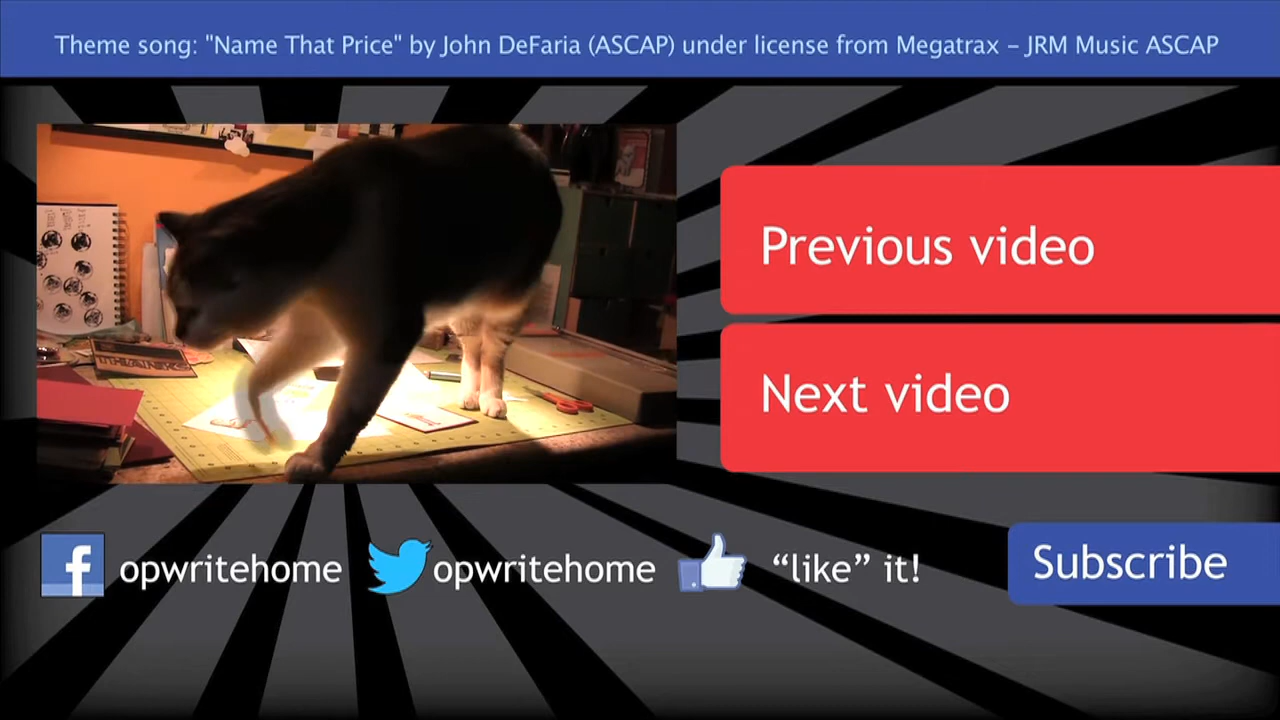 Theme song: "Name That Price" by John DeFaria (ASCAP) under license from Megatrax – JRM Music ASCAP
THANKS
Previous video
Next video
opwritehome
opwritehome
“like” it!
Subscribe